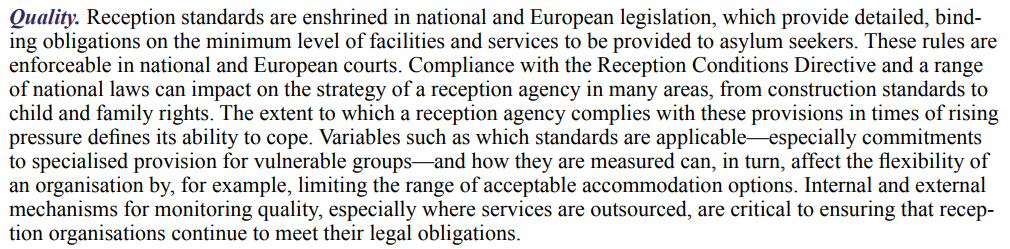 Quality. Reception standards are enshrined in national and European legislation, which provide detailed, bind-
ing obligations on the minimum level of facilities and services to be provided to asylum seekers. These rules are
enforceable in national and European courts. Compliance with the Reception Conditions Directive and a range
of national laws can impact on the strategy of a reception agency in many areas, from construction standards to
child and family rights. The extent to which a reception agency complies with these provisions in times of rising
pressure defines its ability to cope. Variables such as which standards are applicable—especially commitments
to specialised provision for vulnerable groups—and how they are measured can, in turn, affect the flexibility of
an organisation by, for example, limiting the range of acceptable accommodation options. Internal and external
mechanisms for monitoring quality, especially where services are outsourced, are critical to ensuring that recep-
tion organisations continue to meet their legal obligations.